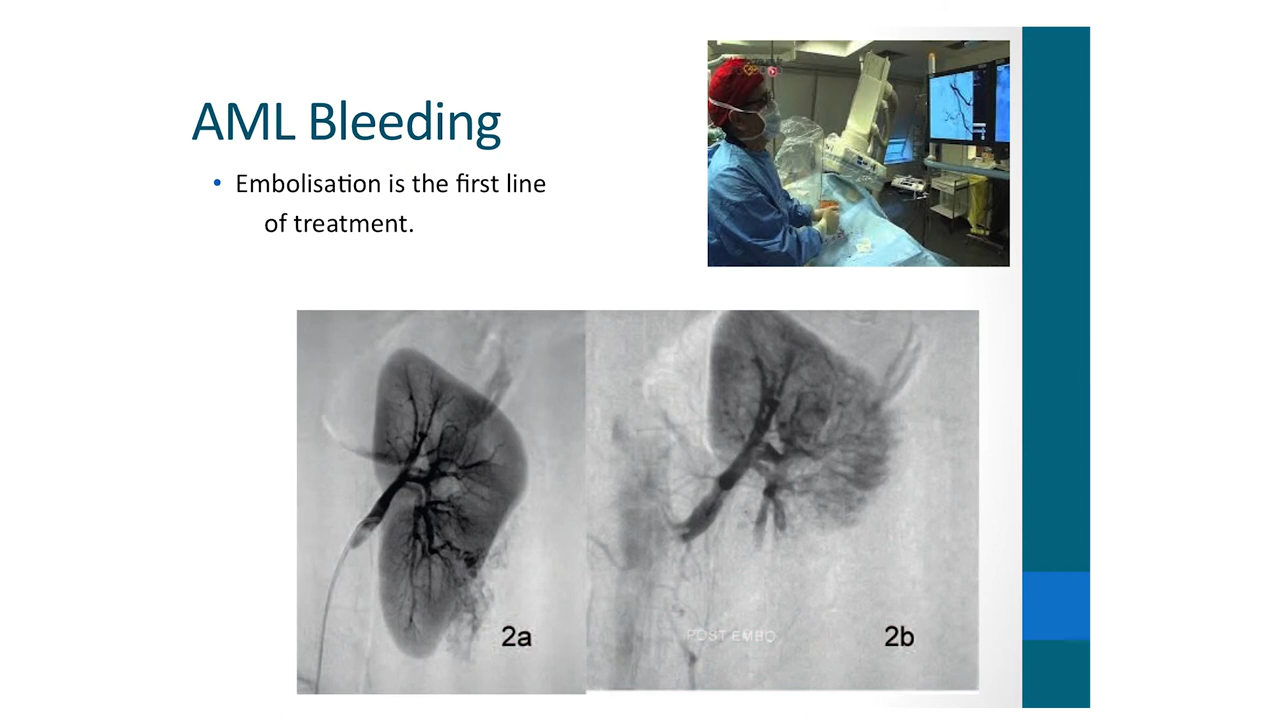 AML Bleeding
• Embolisation is the first line
of treatment.
2a
POST EMBO
2b